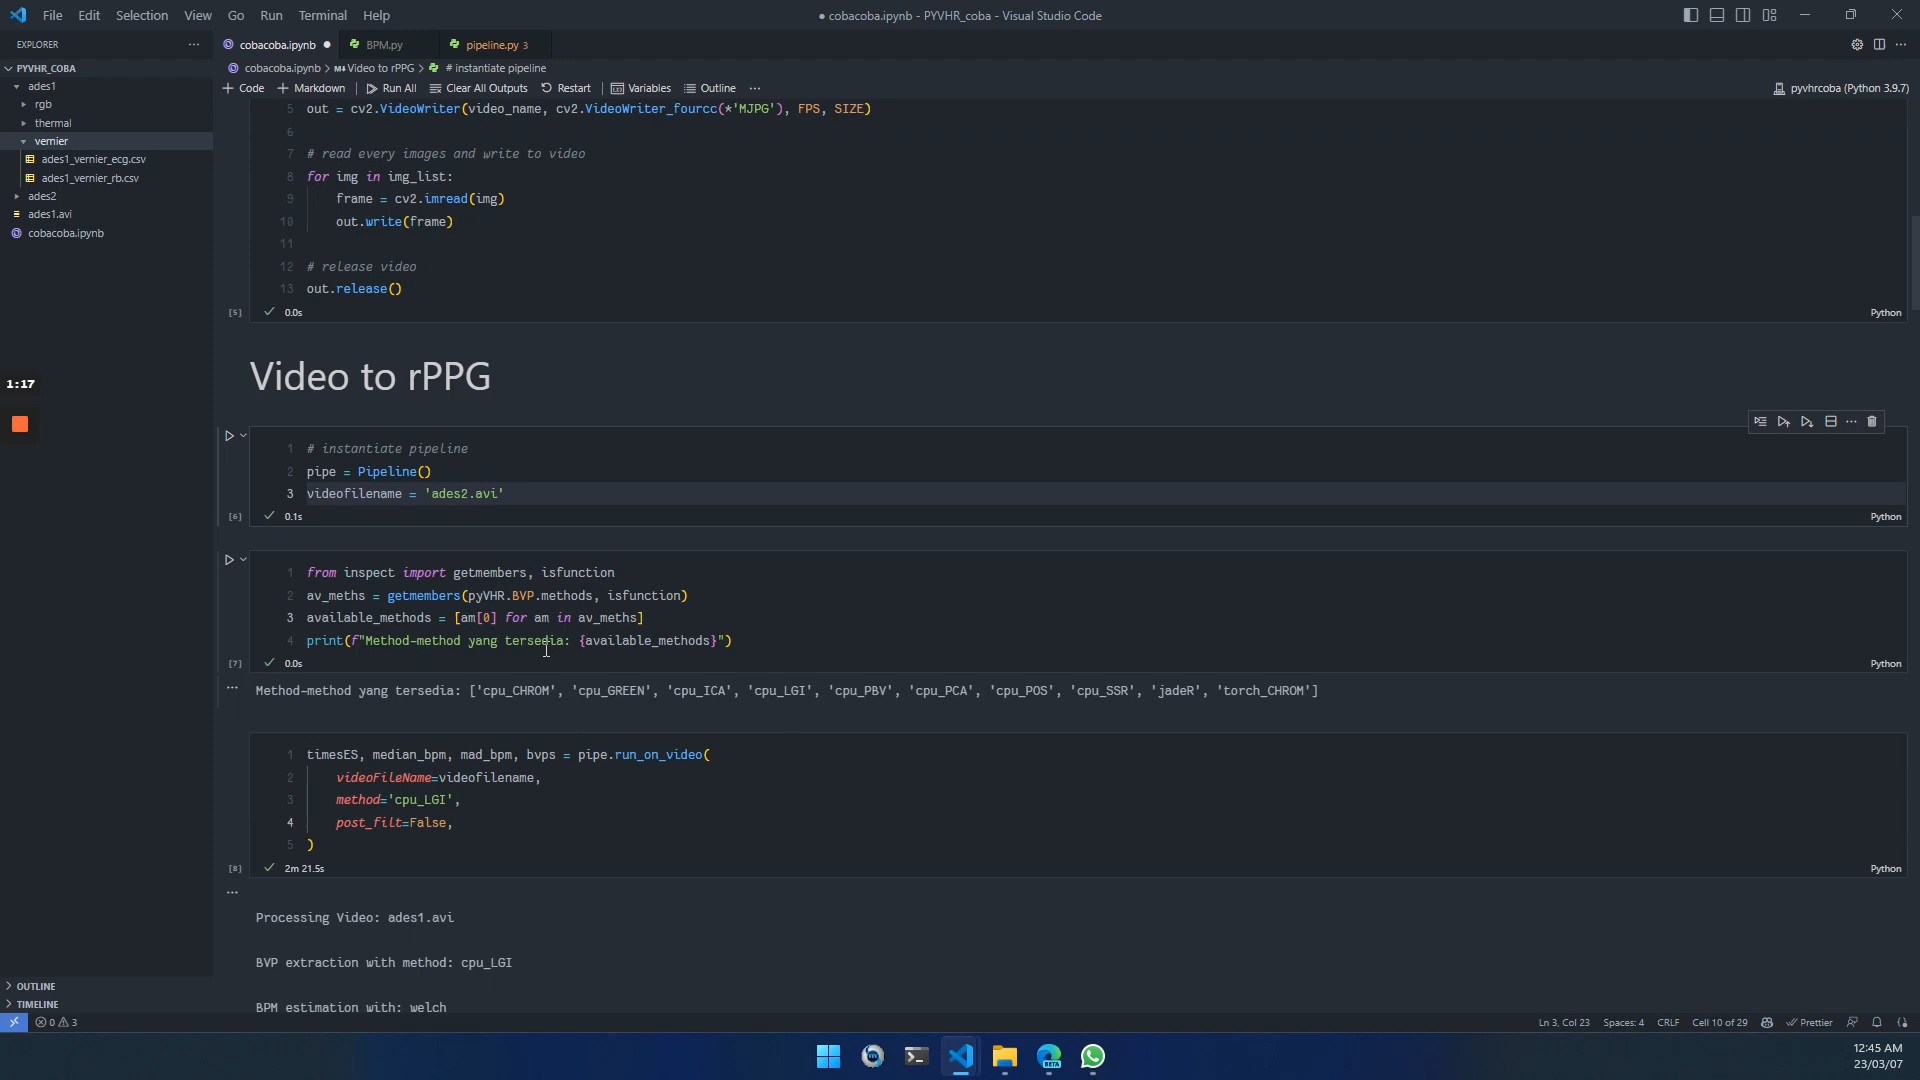 File Edit Selection View Go Run Terminal Help
● cobacoba.ipynb - PYVHR_coba - Visual Studio Code
EXPLORER
cobacoba.ipynb BPM.py pipeline.py 3
PYVHR_COBA
cobacoba.ipynb > M↓ Video to rPPG > # instantiate pipeline
+ Code + Markdown Run All Clear All Outputs Restart Variables Outline ...
pyvhrcoba (Python 3.9.7)
ades1
rgb
thermal
vernier
ades1_vernier_ecg.csv
ades1_vernier_rb.csv
ades2
ades1.avi
cobacoba.ipynb
1:17
5 out = cv2.VideoWriter(video_name, cv2.VideoWriter_fourcc(*'MJPG'), FPS, SIZE)
6
7 # read every images and write to video
8 for img in img_list:
9 frame = cv2.imread(img)
10 out.write(frame)
11
12 # release video
13 out.release()
[5] 0.0s Python
Video to rPPG
1 # instantiate pipeline
2 pipe = Pipeline()
3 videofilename = 'ades2.avi'
[6] 0.1s Python
1 from inspect import getmembers, isfunction
2 av_meths = getmembers(pyVHR.BVP.methods, isfunction)
3 available_methods = [am[0] for am in av_meths]
4 print(f"Method-method yang tersedia: {available_methods}")
[7] 0.0s Python
Method-method yang tersedia: ['cpu_CHROM', 'cpu_GREEN', 'cpu_ICA', 'cpu_LGI', 'cpu_PBV', 'cpu_PCA', 'cpu_POS', 'cpu_SSR', 'jadeR', 'torch_CHROM']
1 timesES, median_bpm, mad_bpm, bvps = pipe.run_on_video(
2 videoFileName=videofilename,
3 method='cpu_LGI',
4 post_filt=False,
5 )
[8] 2m 21.5s Python
Processing Video: ades1.avi
BVP extraction with method: cpu_LGI
BPM estimation with: welch
OUTLINE
TIMELINE
0 3
Ln 3, Col 23 Spaces: 4 CRLF Cell 10 of 29 Prettier
BETA
12:45 AM
23/03/07